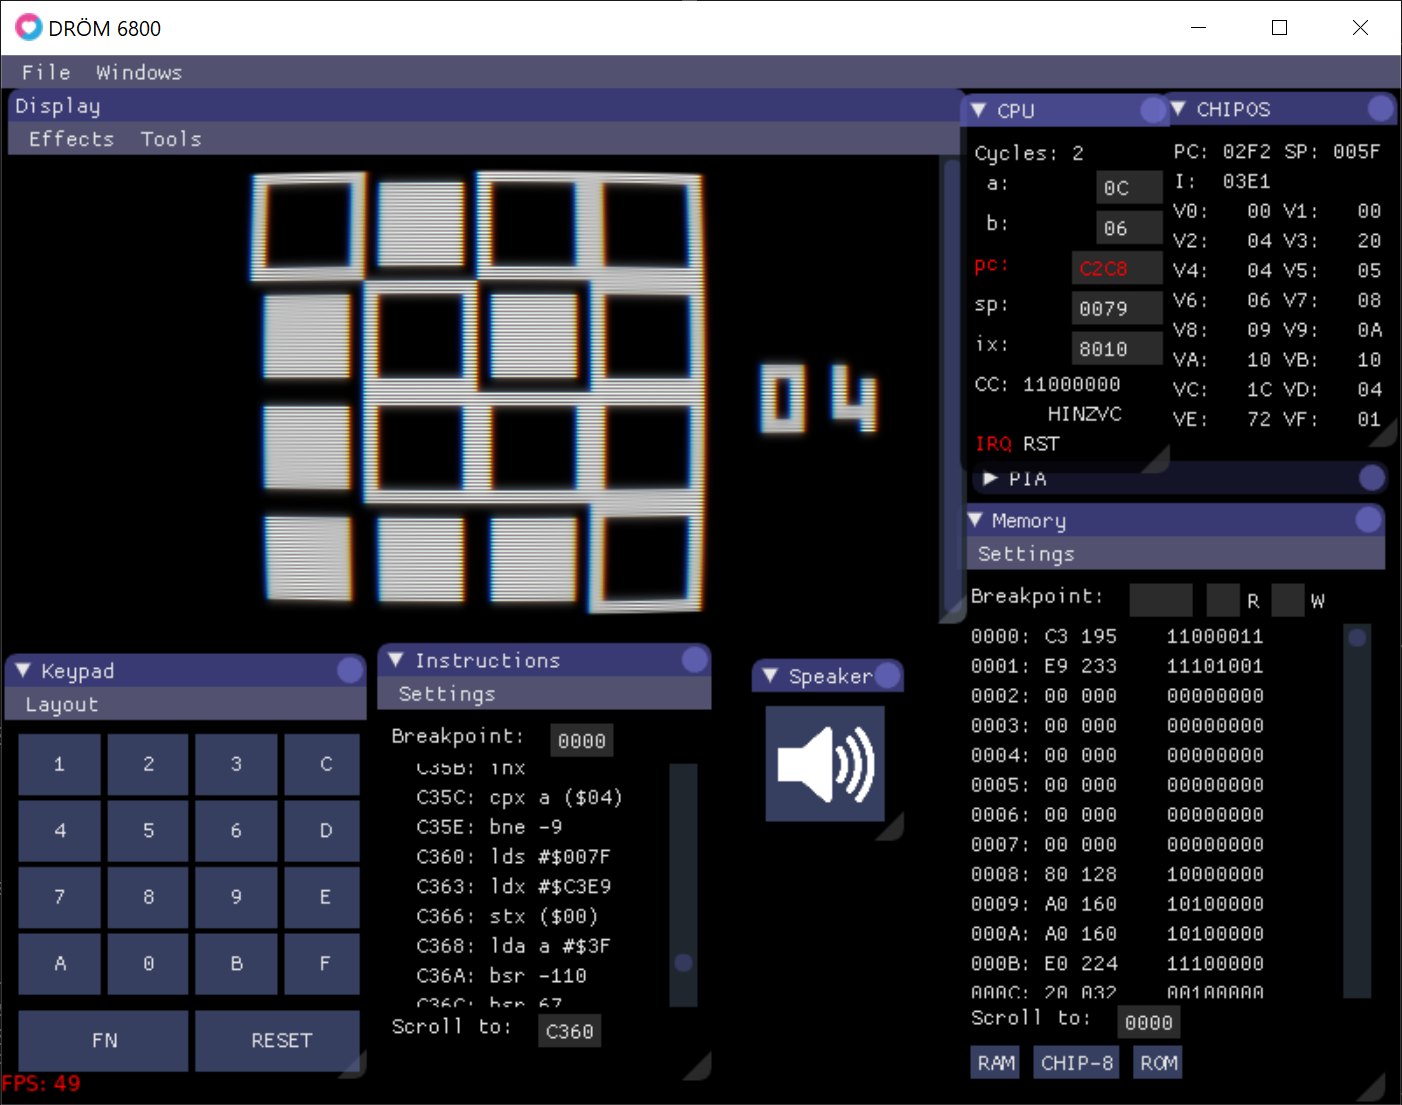 DRÖM 6800
File Windows
Display
Effects Tools
04
CPU
Cycles: 2
a: 0C
b: 06
pc: C2C8
sp: 0079
ix: 8010
CC: 11000000
HINZVC
IRQ RST
CHIPOS
PC: 02F2 SP: 005F
I: 03E1
V0: 00 V1: 00
V2: 04 V3: 20
V4: 04 V5: 05
V6: 06 V7: 08
V8: 09 V9: 0A
VA: 10 VB: 10
VC: 1C VD: 04
VE: 72 VF: 01
PIA
Memory
Settings
Breakpoint: R W
0000: C3 195 11000011
0001: E9 233 11101001
0002: 00 000 00000000
0003: 00 000 00000000
0004: 00 000 00000000
0005: 00 000 00000000
0006: 00 000 00000000
0007: 00 000 00000000
0008: 80 128 10000000
0009: A0 160 10100000
000A: A0 160 10100000
000B: E0 224 11100000
000C: 20 032 00100000
Scroll to: 0000
RAM CHIP-8 ROM
Keypad
Layout
1 2 3 C
4 5 6 D
7 8 9 E
A 0 B F
FN RESET
FPS: 49
Instructions
Settings
Breakpoint: 0000
C35B: inx
C35C: cpx a ($04)
C35E: bne -9
C360: lds #$007F
C363: ldx #$C3E9
C366: stx ($00)
C368: lda a #$3F
C36A: bsr -110
C36C: bsr 67
Scroll to: C360
Speaker